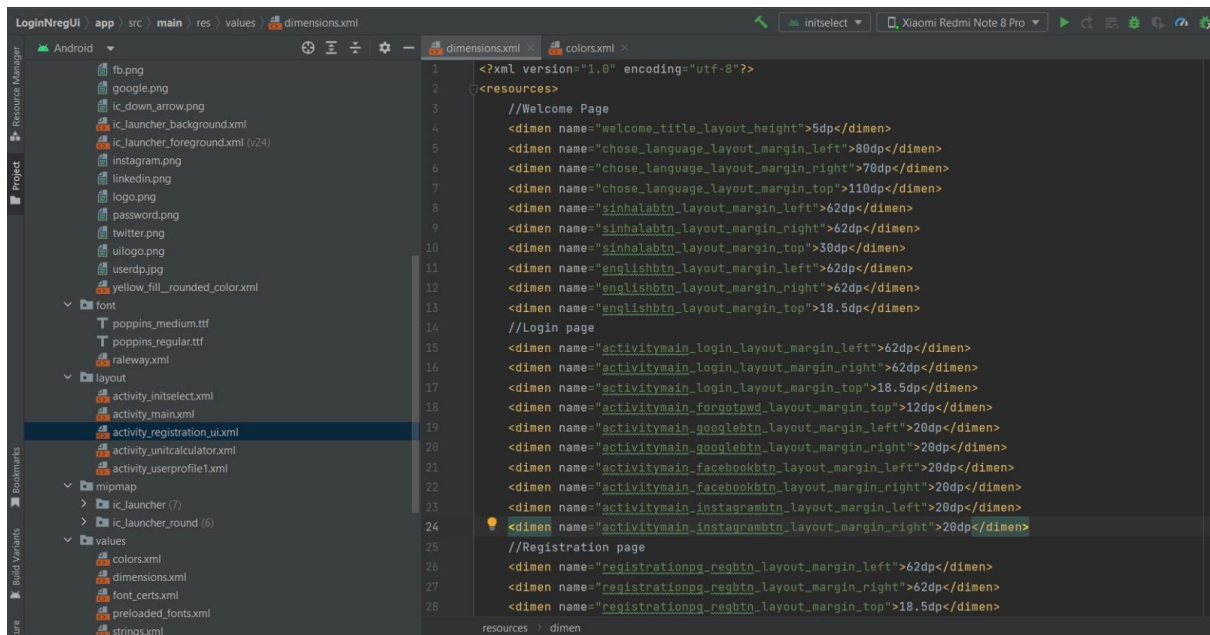 LoginNregUi > app > src > main > res > values > dimensions.xml
initselect
Xiaomi Redmi Note 8 Pro
Android
dimensions.xml
colors.xml
Resource Manager
Project
Bookmarks
Build Variants
fb.png
google.png
ic_down_arrow.png
ic_launcher_background.xml
ic_launcher_foreground.xml (v24)
instagram.png
linkedin.png
logo.png
password.png
twitter.png
uilogo.png
userdp.jpg
yellow_fill__rounded_color.xml
font
poppins_medium.ttf
poppins_regular.ttf
raleway.xml
layout
activity_initselect.xml
activity_main.xml
activity_registration_ui.xml
activity_unitcalculator.xml
activity_userprofile1.xml
mipmap
ic_launcher (7)
ic_launcher_round (6)
values
colors.xml
dimensions.xml
font_certs.xml
preloaded_fonts.xml
strings.xml
1 <?xml version="1.0" encoding="utf-8"?>
2 <resources>
3 //Welcome Page
4 <dimen name="welcome_title_layout_height">5dp</dimen>
5 <dimen name="chose_language_layout_margin_left">80dp</dimen>
6 <dimen name="chose_language_layout_margin_right">70dp</dimen>
7 <dimen name="chose_language_layout_margin_top">110dp</dimen>
8 <dimen name="sinhalabtn_layout_margin_left">62dp</dimen>
9 <dimen name="sinhalabtn_layout_margin_right">62dp</dimen>
10 <dimen name="sinhalabtn_layout_margin_top">30dp</dimen>
11 <dimen name="englishbtn_layout_margin_left">62dp</dimen>
12 <dimen name="englishbtn_layout_margin_right">62dp</dimen>
13 <dimen name="englishbtn_layout_margin_top">18.5dp</dimen>
14 //Login page
15 <dimen name="activitymain_login_layout_margin_left">62dp</dimen>
16 <dimen name="activitymain_login_layout_margin_right">62dp</dimen>
17 <dimen name="activitymain_login_layout_margin_top">18.5dp</dimen>
18 <dimen name="activitymain_forgotpwd_layout_margin_top">12dp</dimen>
19 <dimen name="activitymain_googlebtn_layout_margin_left">20dp</dimen>
20 <dimen name="activitymain_googlebtn_layout_margin_right">20dp</dimen>
21 <dimen name="activitymain_facebookbtn_layout_margin_left">20dp</dimen>
22 <dimen name="activitymain_facebookbtn_layout_margin_right">20dp</dimen>
23 <dimen name="activitymain_instagrambtn_layout_margin_left">20dp</dimen>
24 <dimen name="activitymain_instagrambtn_layout_margin_right">20dp</dimen>
25 //Registration page
26 <dimen name="registrationpg_regbtn_layout_margin_left">62dp</dimen>
27 <dimen name="registrationpg_regbtn_layout_margin_right">62dp</dimen>
28 <dimen name="registrationpg_regbtn_layout_margin_top">18.5dp</dimen>
resources > dimen